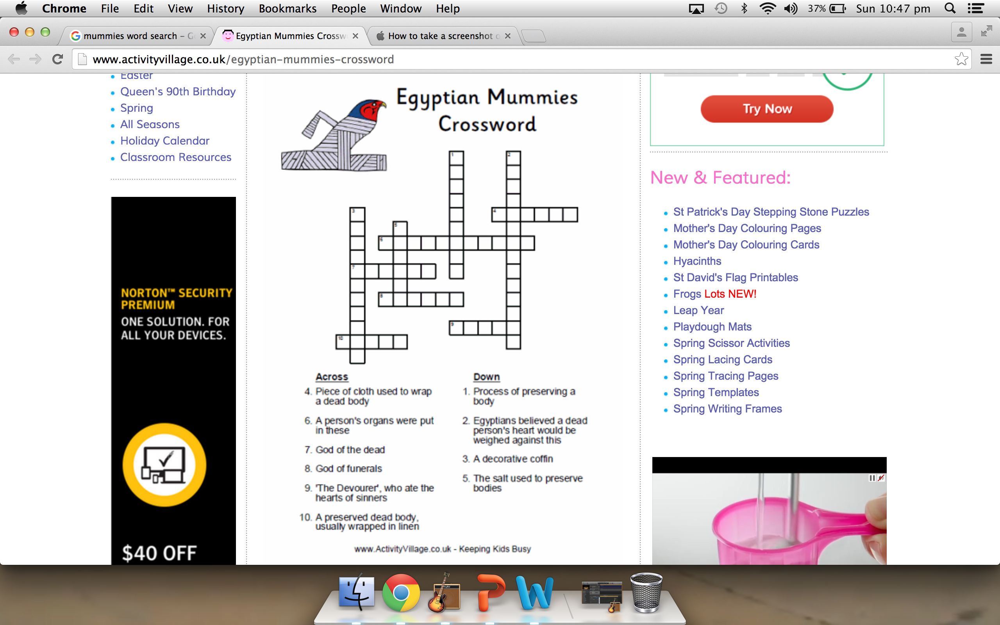 Chrome File Edit View History Bookmarks People Window Help 37% Sun 10:47 pm
mummies word search – G
Egyptian Mummies Crossw
How to take a screenshot o
www.activityvillage.co.uk/egyptian-mummies-crossword
Easter
Queen's 90th Birthday
Spring
All Seasons
Holiday Calendar
Classroom Resources
NORTON™ SECURITY
PREMIUM
ONE SOLUTION. FOR
ALL YOUR DEVICES.
$40 OFF
Egyptian Mummies
Crossword
1
2
3
4
5
6
7
8
9
10
Across
4. Piece of cloth used to wrap
a dead body
6. A person's organs were put
in these
7. God of the dead
8. God of funerals
9. 'The Devourer', who ate the
hearts of sinners
10. A preserved dead body,
usually wrapped in linen
Down
1. Process of preserving a
body
2. Egyptians believed a dead
person's heart would be
weighed against this
3. A decorative coffin
5. The salt used to preserve
bodies
www.ActivityVillage.co.uk - Keeping Kids Busy
Try Now
New & Featured:
St Patrick's Day Stepping Stone Puzzles
Mother's Day Colouring Pages
Mother's Day Colouring Cards
Hyacinths
St David's Flag Printables
Frogs Lots NEW!
Leap Year
Playdough Mats
Spring Scissor Activities
Spring Lacing Cards
Spring Tracing Pages
Spring Templates
Spring Writing Frames